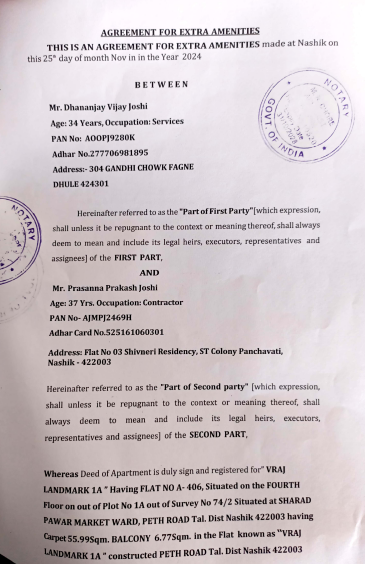 AGREEMENT FOR EXTRA AMENITIES
THIS IS AN AGREEMENT FOR EXTRA AMENITIES made at Nashik on
this 25th day of month Nov in in the Year 2024
BETWEEN
Mr. Dhananjay Vijay Joshi
Age: 34 Years, Occupation: Services
PAN No: AOOPJ9280K
Adhar No.277706981895
Address:- 304 GANDHI CHOWK FAGNE
DHULE 424301
NOTARY
GOVT OF INDIA
Hereinafter referred to as the "Part of First Party"[which expression,
shall unless it be repugnant to the context or meaning thereof, shall always
deem to mean and include its legal heirs, executors, representatives and
assignees] of the FIRST PART,
NOTARY
AND
Mr. Prasanna Prakash Joshi
Age: 37 Yrs. Occupation: Contractor
PAN No- AJMPJ2469H
Adhar Card No.525161060301
Address: Flat No 03 Shivneri Residency, ST Colony Panchavati,
Nashik - 422003
Hereinafter referred to as the "Part of Second party" [which expression,
shall unless it be repugnant to the context or meaning thereof, shall
always deem to mean and include its legal heirs, executors,
representatives and assignees] of the SECOND PART,
Whereas Deed of Apartment is duly sign and registered for" VRAJ
LANDMARK 1A " Having FLAT NO A- 406, Situated on the FOURTH
Floor on out of Plot No 1A out of Survey No 74/2 Situated at SHARAD
PAWAR MARKET WARD, PETH ROAD Tal. Dist Nashik 422003 having
Carpet 55.99Sqm. BALCONY 6.77Sqm. in the Flat known as "VRAJ
LANDMARK 1A " constructed PETH ROAD Tal. Dist Nashik 422003